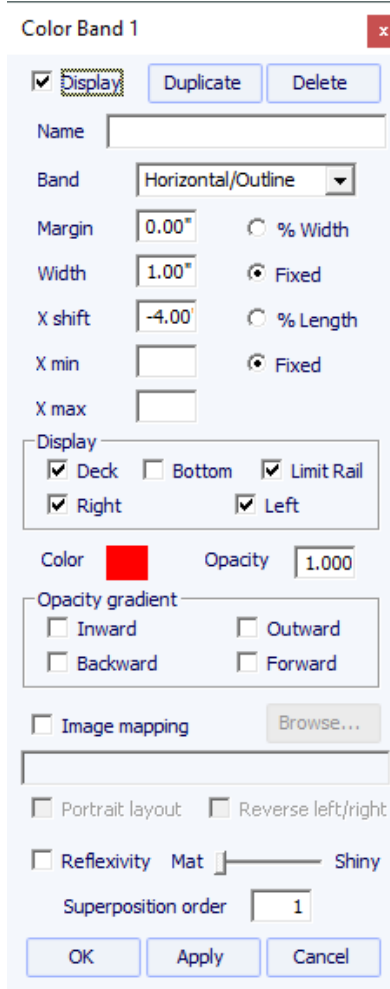 Color Band 1 x
Display Duplicate Delete
Name
Band Horizontal/Outline
Margin 0.00" % Width
Width 1.00" Fixed
X shift -4.00' % Length
X min Fixed
X max
Display
Deck Bottom Limit Rail
Right Left
Color Opacity 1.000
Opacity gradient
Inward Outward
Backward Forward
Image mapping Browse...
Portrait layout Reverse left/right
Reflexivity Mat Shiny
Superposition order 1
OK Apply Cancel